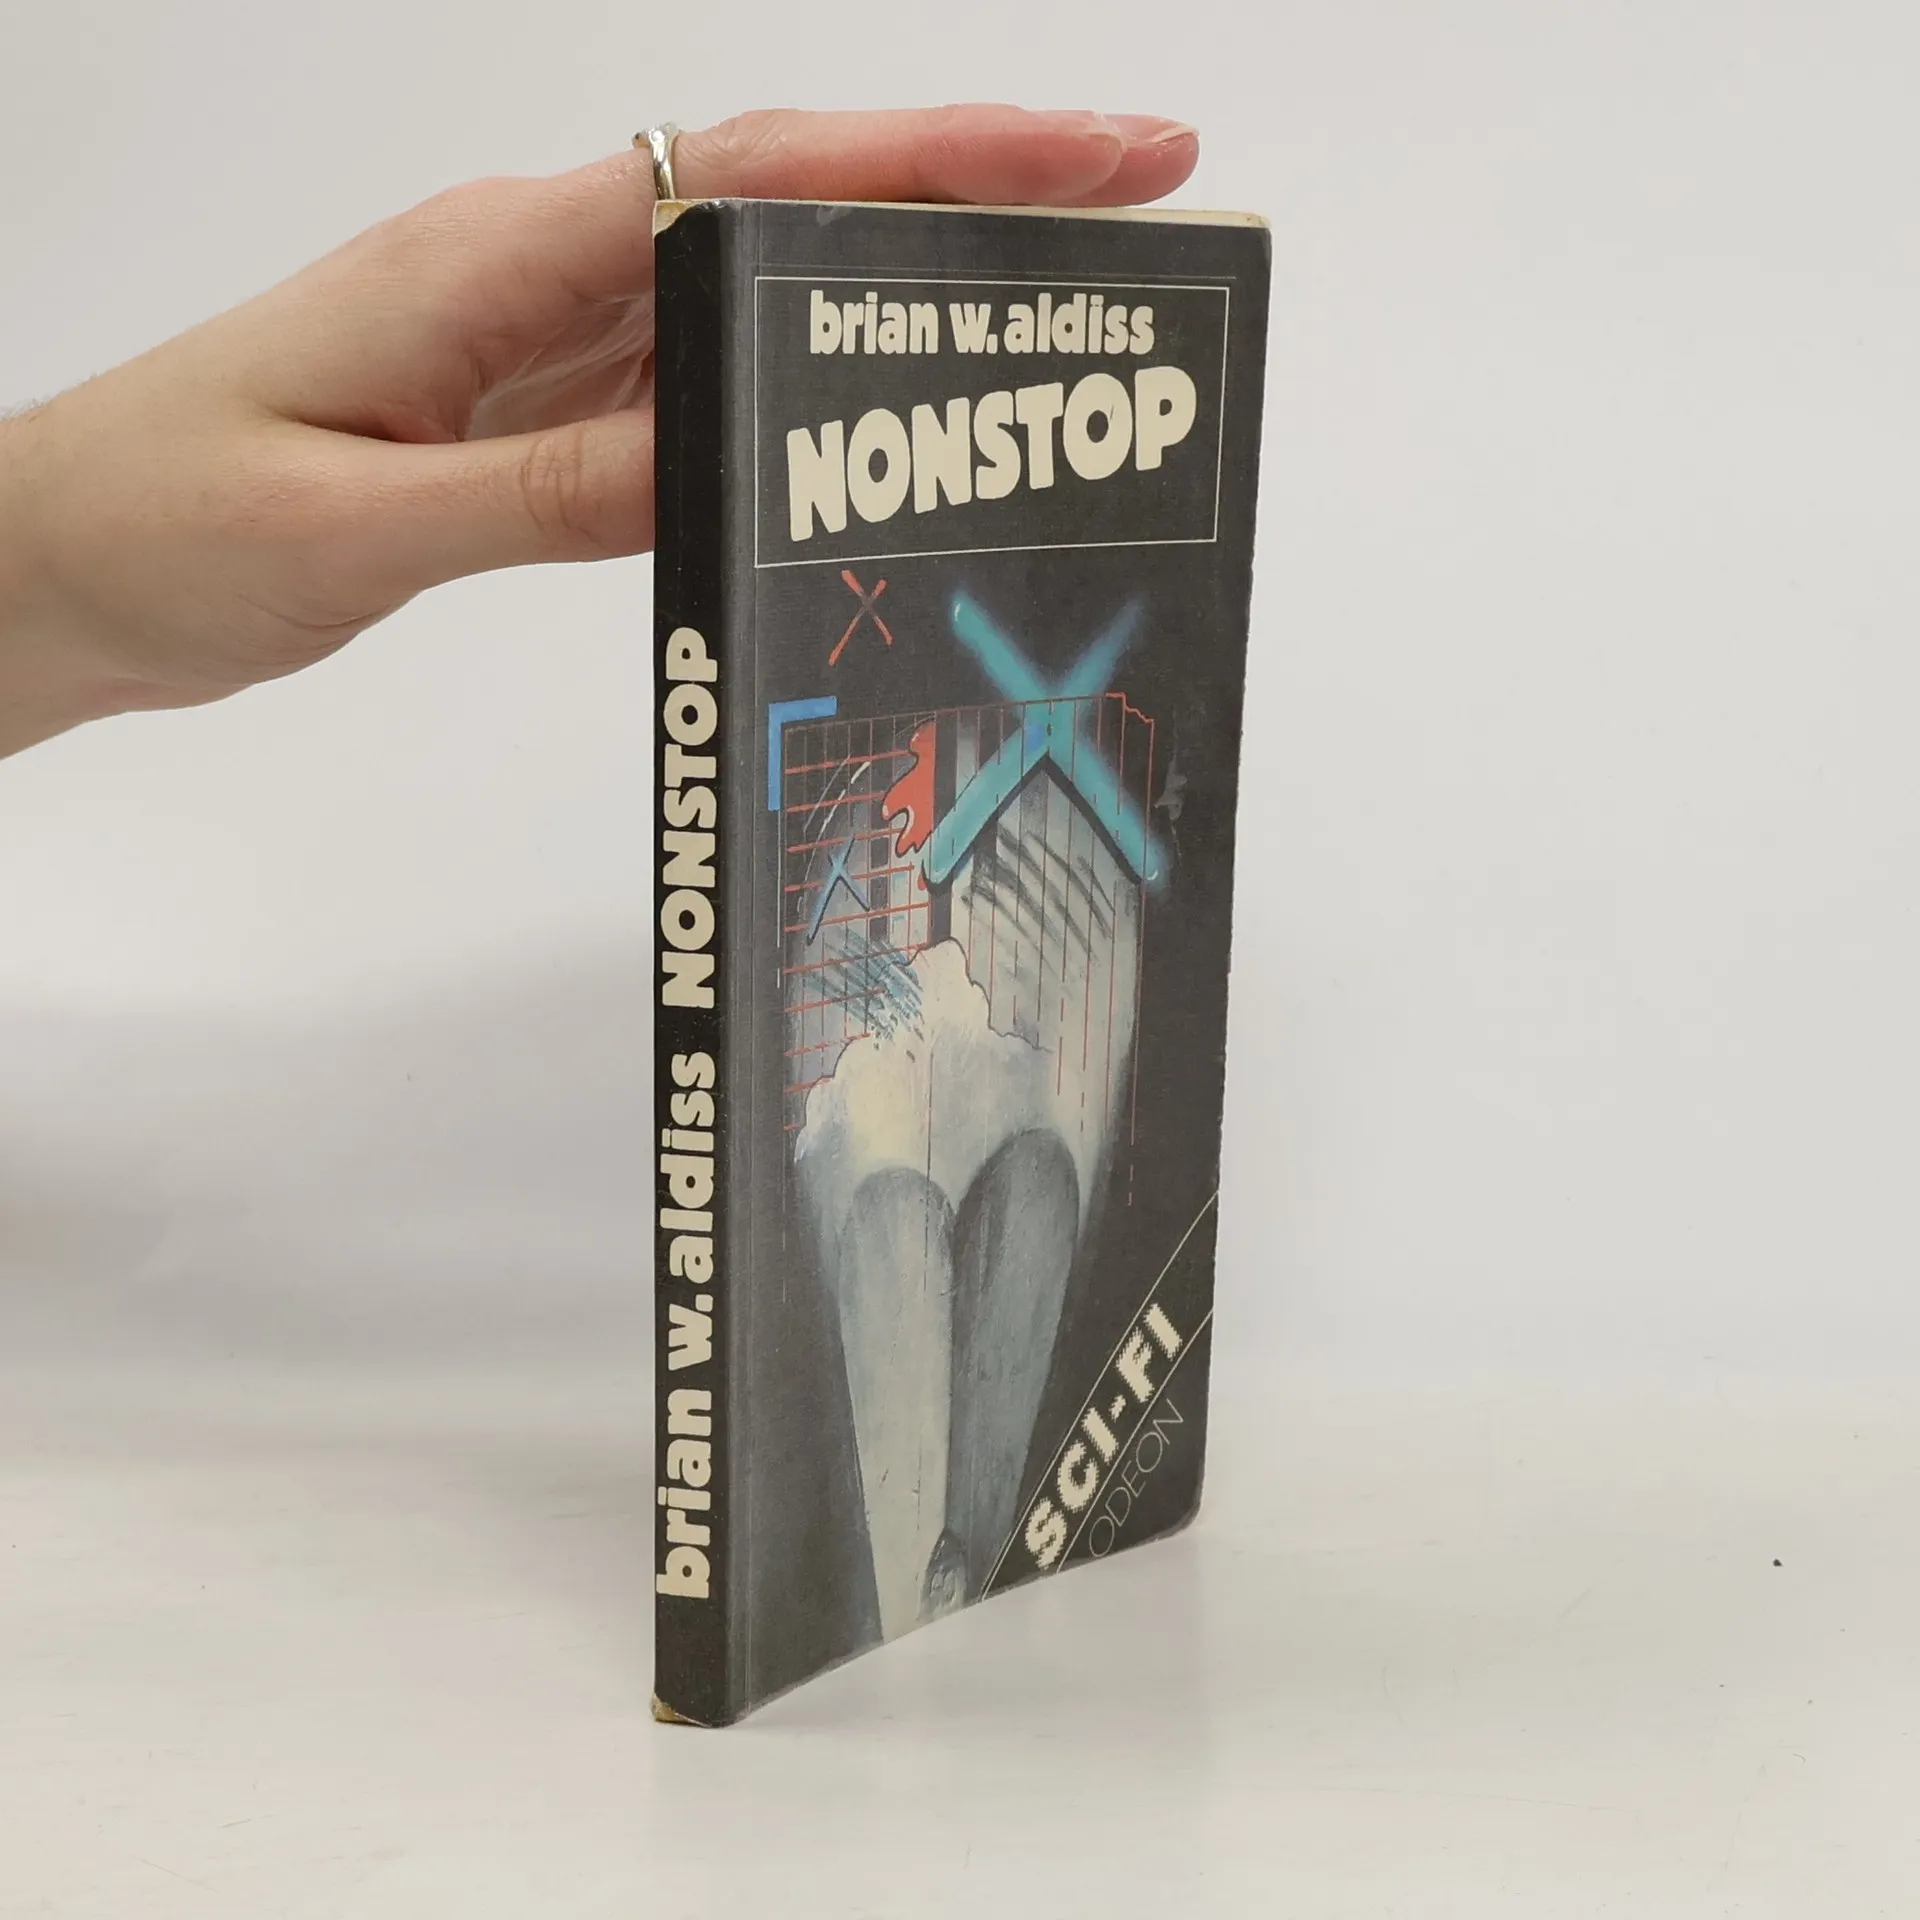 brian w. aldiss
NONSTOP
brian w. aldiss NONSTOP
SCI-FI
ODEON